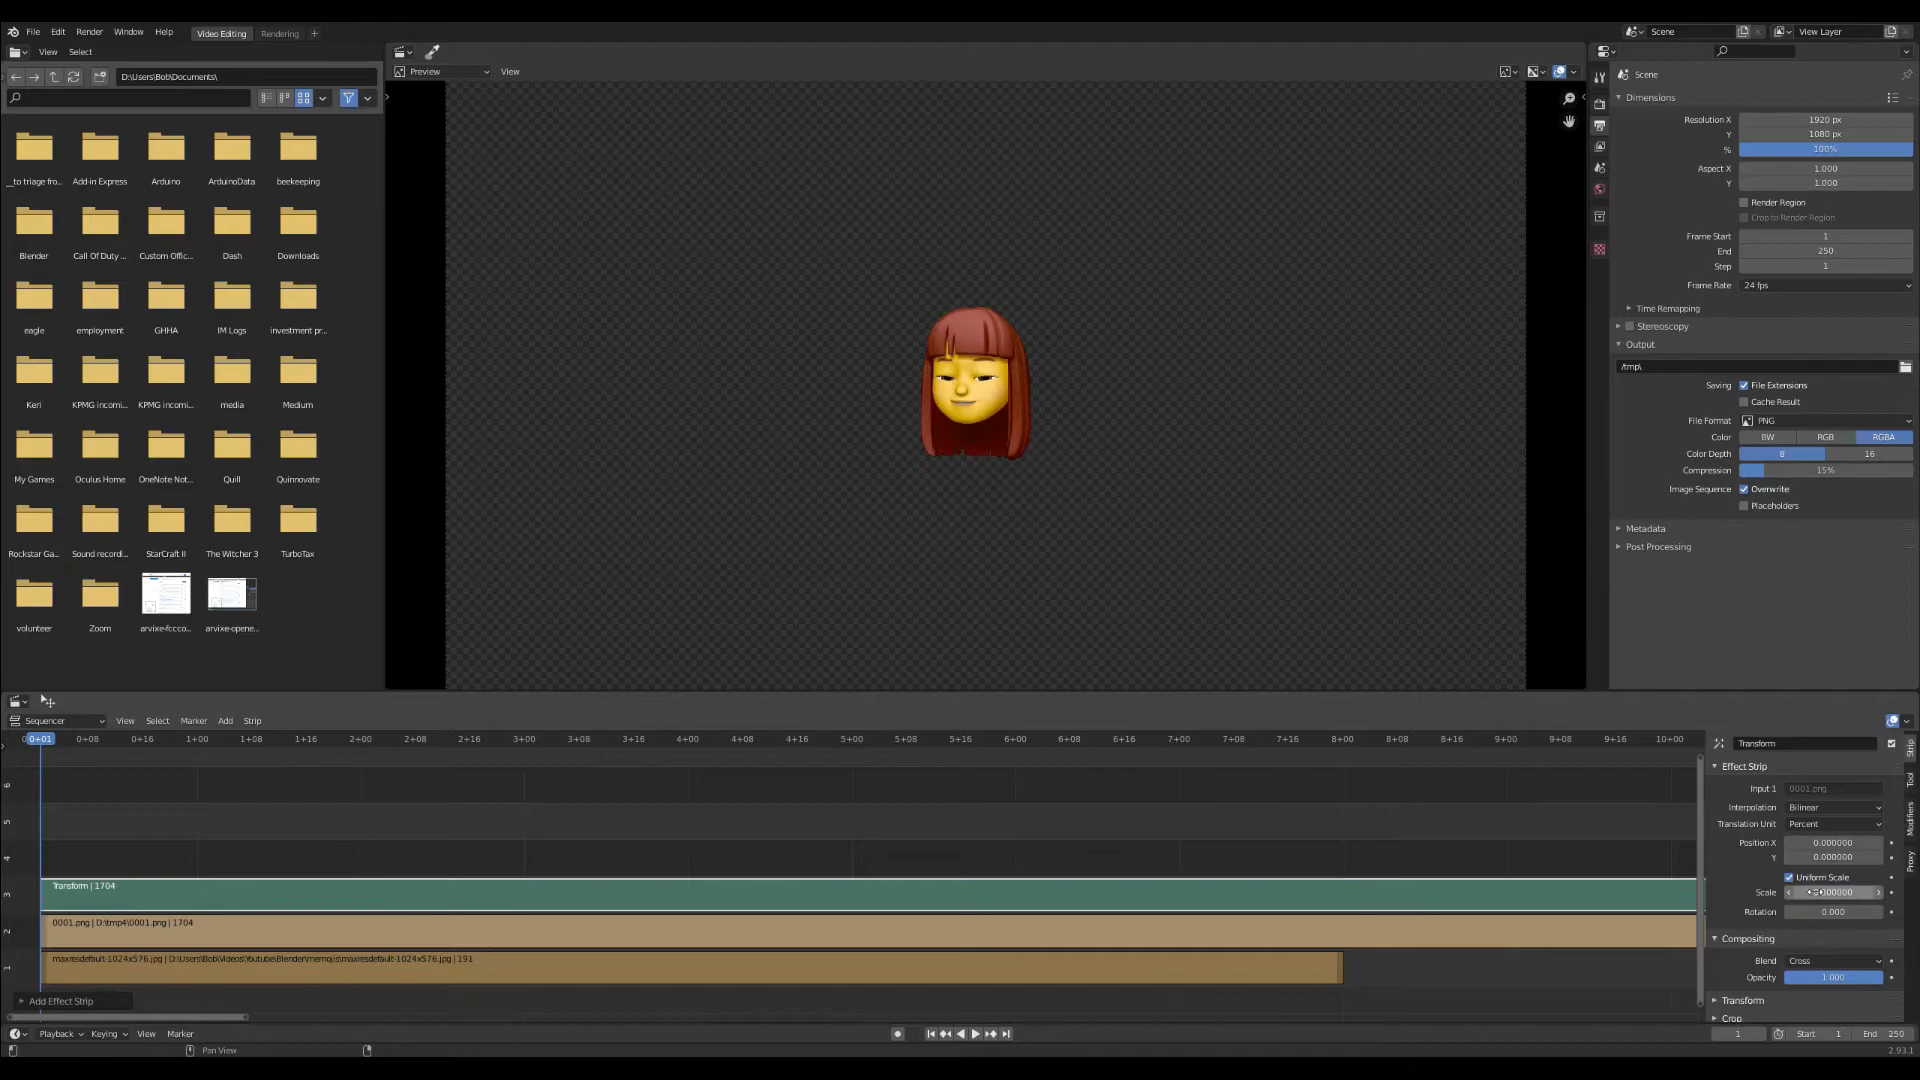 File Edit Render Window Help Video Editing Rendering + Scene View Layer
View Select
D:\Users\Bob\Documents\
Preview View
Scene
Dimensions
Resolution X 1920 px
Y 1080 px
% 100%
Aspect X 1.000
Y 1.000
Render Region
Crop to Render Region
Frame Start 1
End 250
Step 1
Frame Rate 24 fps
Time Remapping
Stereoscopy
Output
/tmp\
Saving File Extensions
Cache Result
File Format PNG
Color BW RGB RGBA
Color Depth 8 16
Compression 15%
Image Sequence Overwrite
Placeholders
Metadata
Post Processing
__to triage fro... Add-in Express Arduino ArduinoData beekeeping
Blender Call Of Duty ... Custom Offic... Dash Downloads
eagle employment GHHA IM Logs investment pr...
Keri KPMG incomi... KPMG incomi... media Medium
My Games Oculus Home OneNote Not... Quill Quinnovate
Rockstar Ga... Sound recordi... StarCraft II The Witcher 3 TurboTax
volunteer Zoom arvixe-fccco... arvixe-opene...
Sequencer View Select Marker Add Strip
0+01 0+08 0+16 1+00 1+08 1+16 2+00 2+08 2+16 3+00 3+08 3+16 4+00 4+08 4+16 5+00 5+08 5+16 6+00 6+08 6+16 7+00 7+08 7+16 8+00 8+08 8+16 9+00 9+08 9+16 10+00
6
5
4
3
2
1
Transform | 1704
0001.png | D:\tmp4\0001.png | 1704
maxresdefault-1024x576.jpg | D:\Users\Bob\Videos\Youtube\Blender\memojis\maxresdefault-1024x576.jpg | 191
Add Effect Strip
Transform
Effect Strip
Input 1 0001.png
Interpolation Bilinear
Translation Unit Percent
Position X 0.000000
Y 0.000000
Uniform Scale
Scale
Rotation 0.000
Compositing
Blend Cross
Opacity 1.000
Transform
Crop
Strip
Tool
Modifiers
Proxy
Playback Keying View Marker 1 Start 1 End 250
Pan View 2.93.1